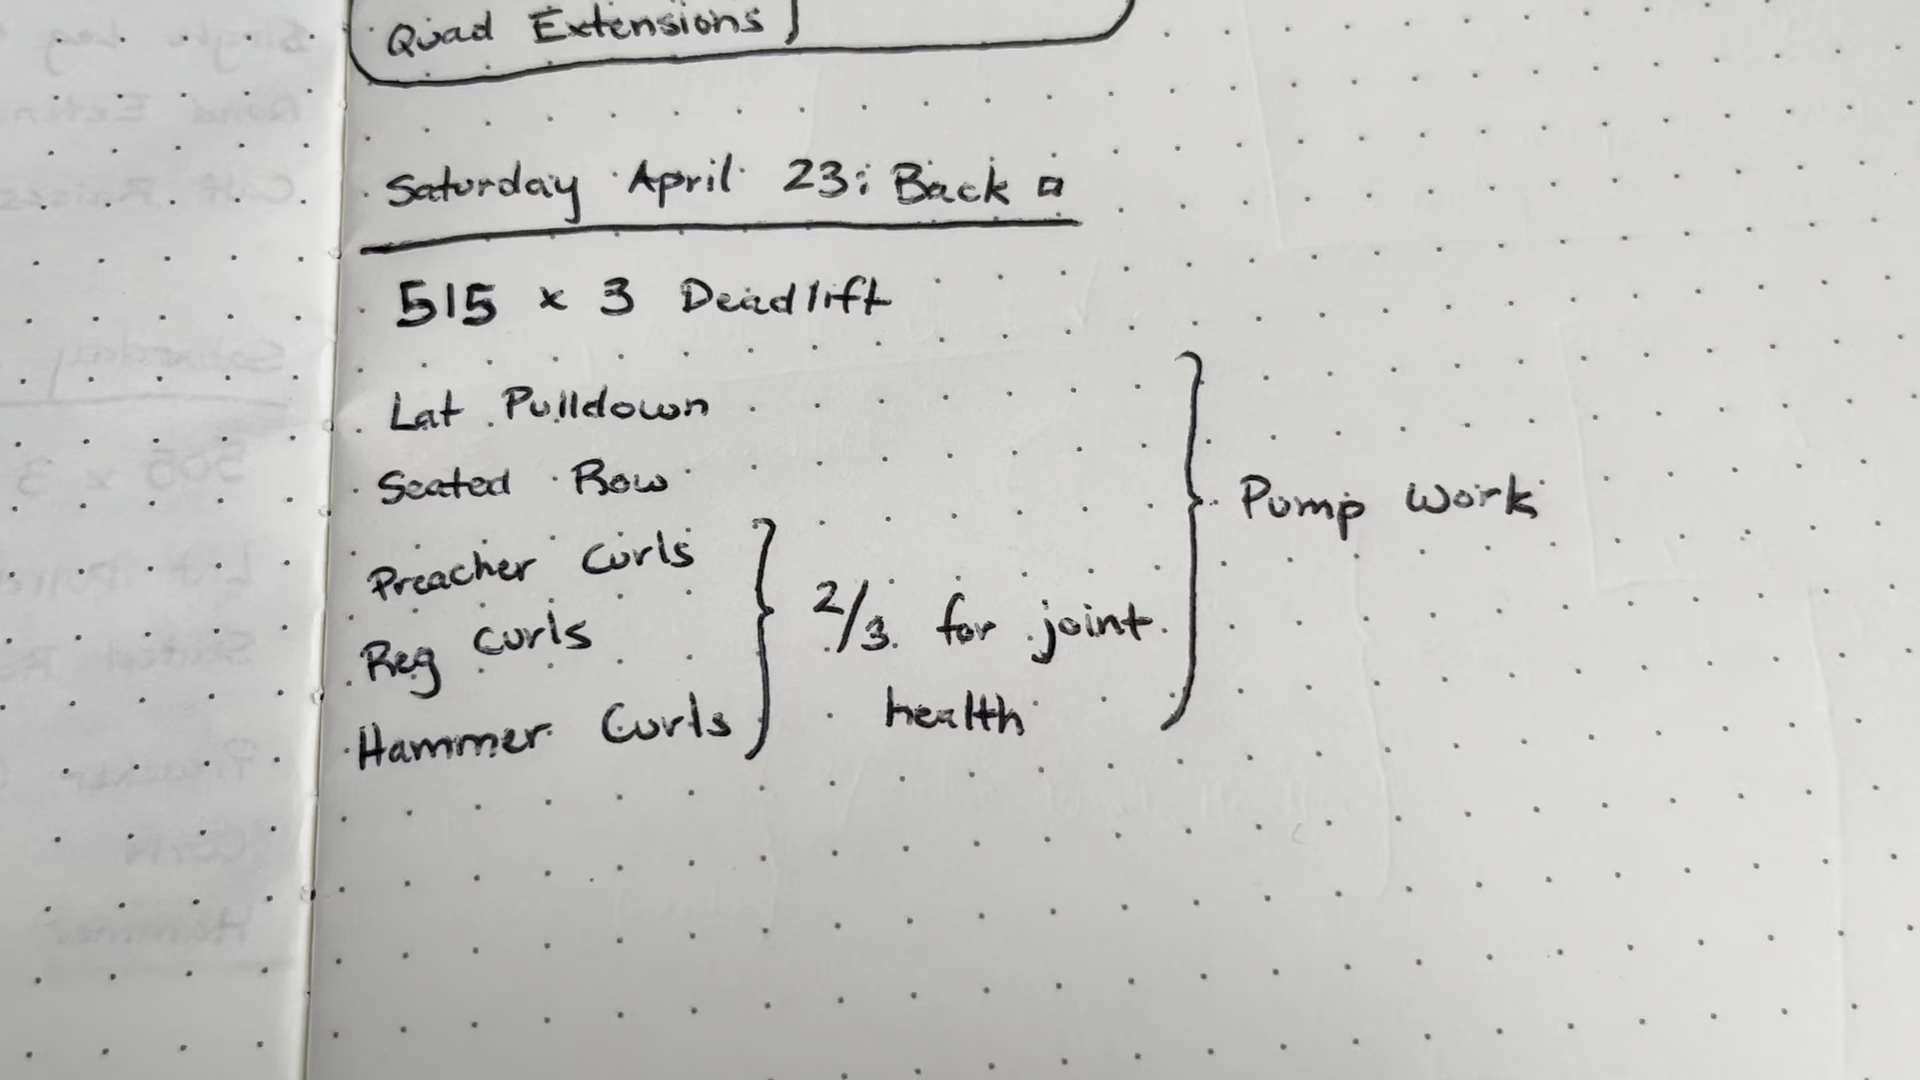 Quad Extensions
Saturday April 23: Back
515 x 3 Deadlift
Lat Pulldown
Seated Row
Preacher Curls
Reg Curls
Hammer Curls
2/3 for joint
health
Pump Work